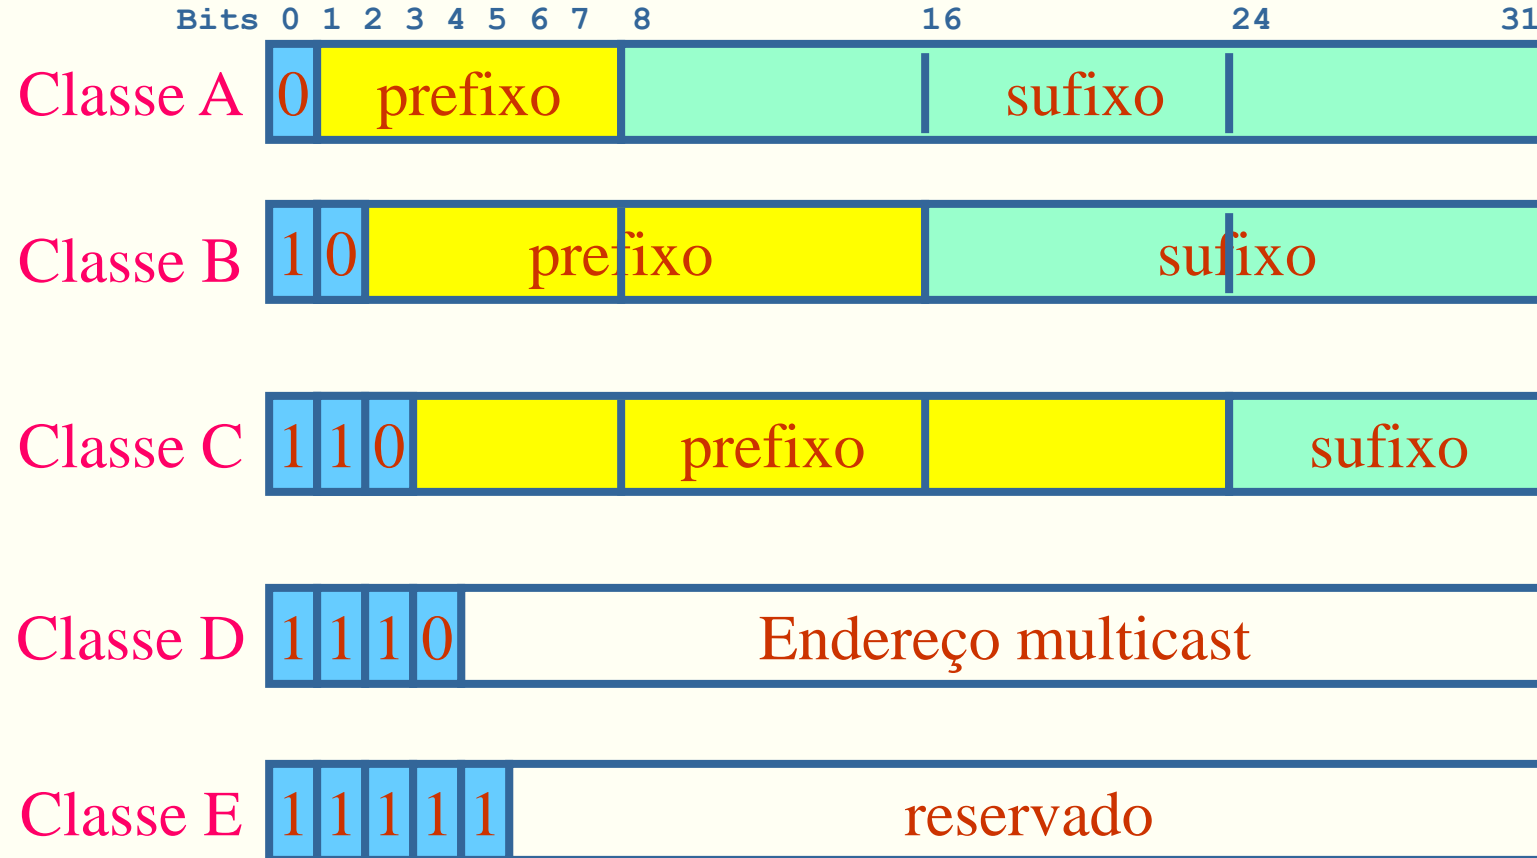 Bits 0 1 2 3 4 5 6 7 8 16 24 31
Classe A 0 prefixo sufixo
Classe B 1 0 prefixo sufixo
Classe C 1 1 0 prefixo sufixo
Classe D 1 1 1 0 Endereço multicast
Classe E 1 1 1 1 1 reservado